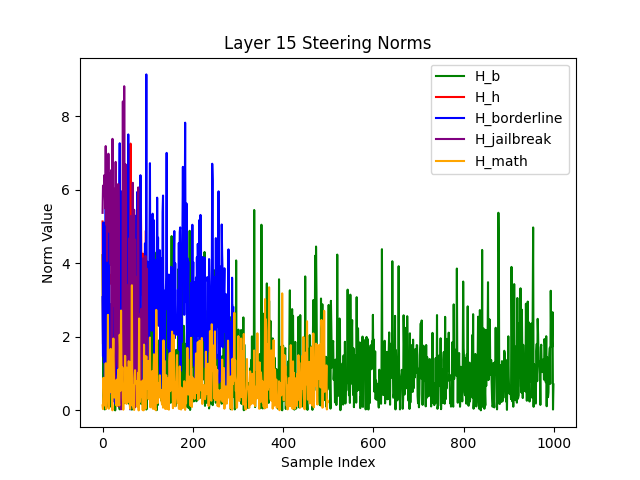 Layer 15 Steering Norms
Norm Value
8
6
4
2
0
0 200 400 600 800 1000
Sample Index
H_b
H_h
H_borderline
H_jailbreak
H_math